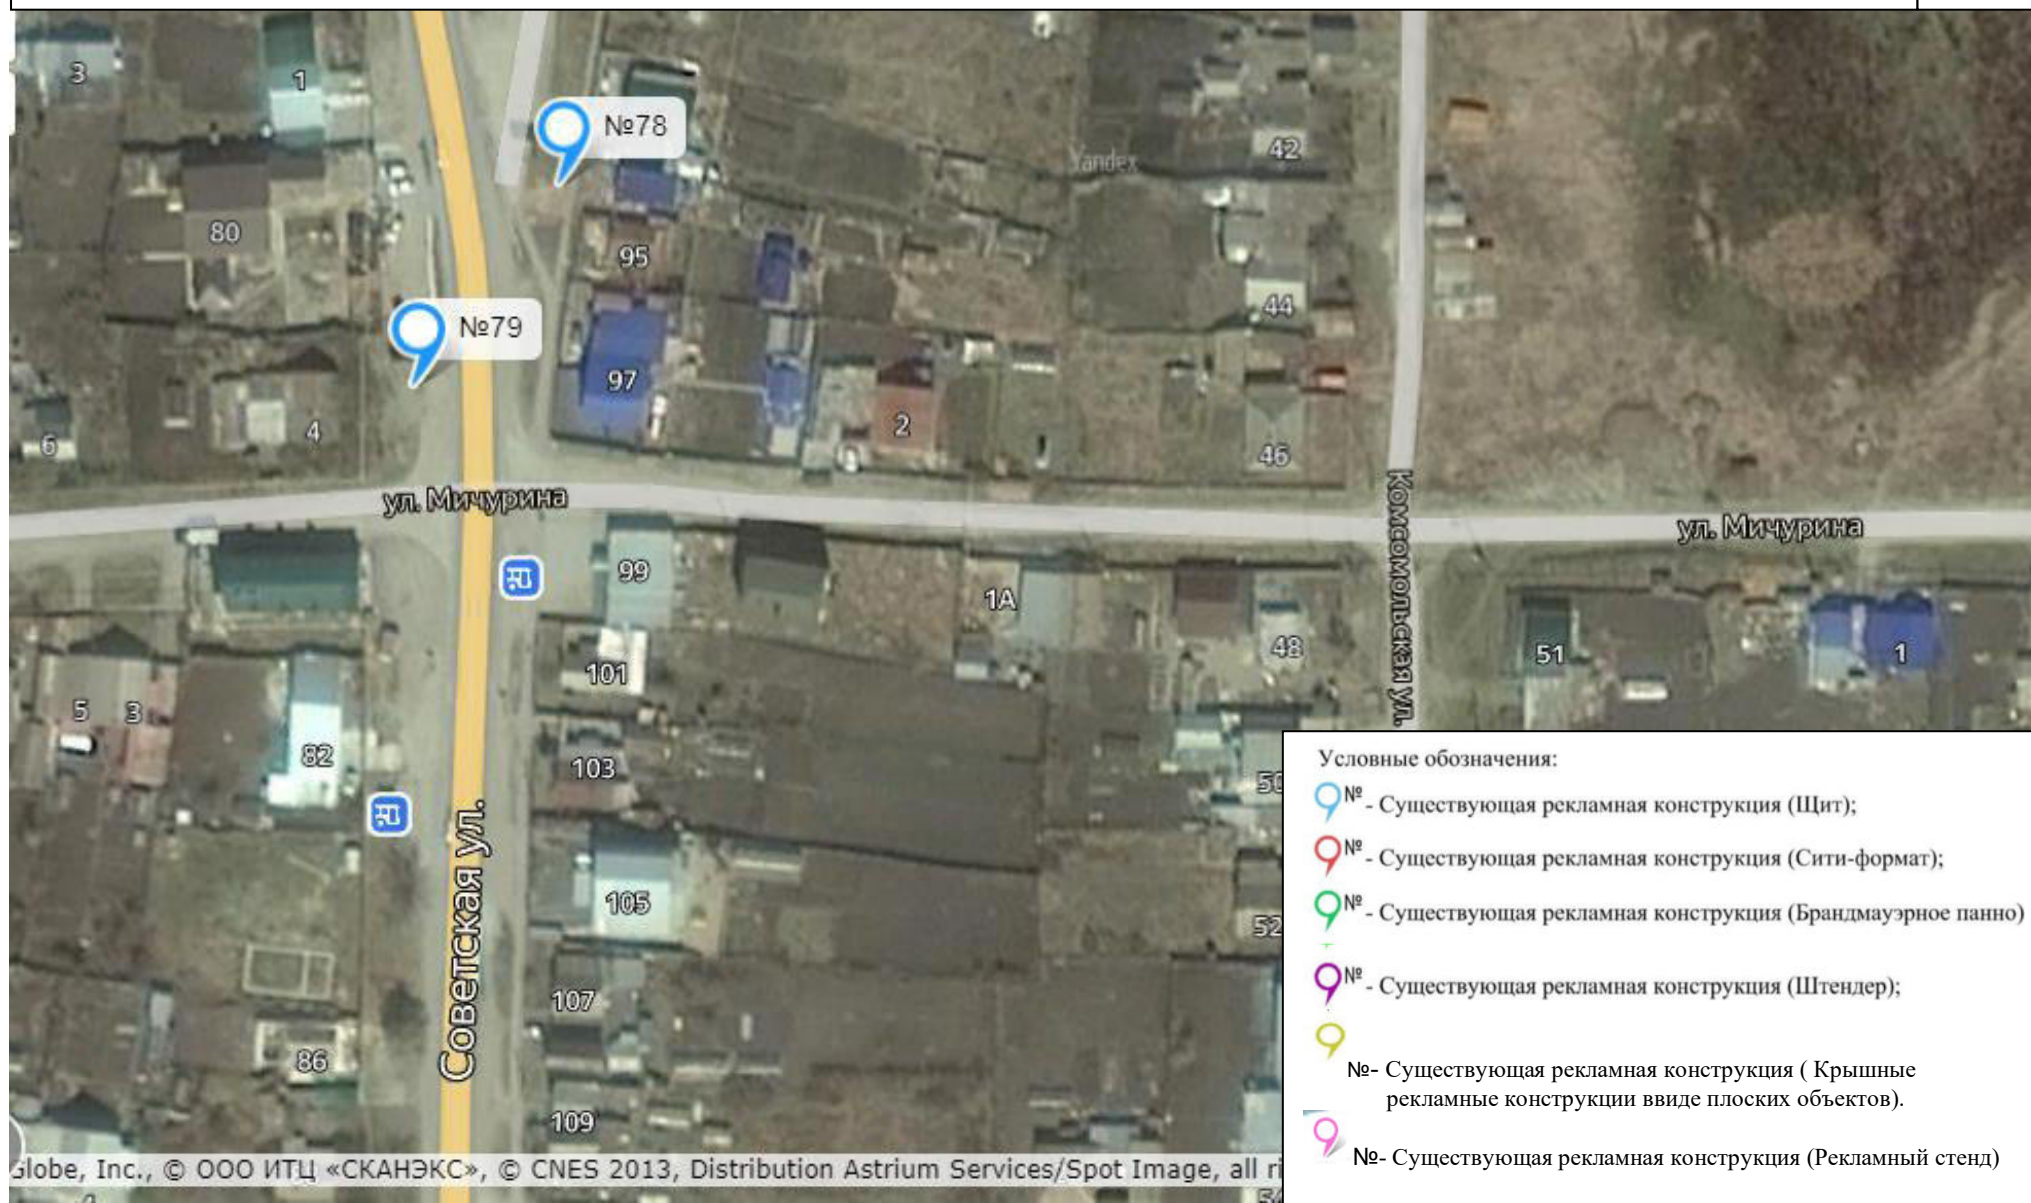 3
1
№78
42
Yandex
80
95
44
№79
97
2
4
6
46
ул. Мичурина
Комсомольская ул.
ул. Мичурина
99
1А
48
51
1
101
5
3
82
103
50
105
52
Советская ул.
107
86
109
Globe, Inc., © ООО ИТЦ «СКАНЭКС», © CNES 2013, Distribution Astrium Services/Spot Image, all ri
54
Условные обозначения:
№ - Существующая рекламная конструкция (Щит);
№ - Существующая рекламная конструкция (Сити-формат);
№ - Существующая рекламная конструкция (Брандмауэрное панно)
№ - Существующая рекламная конструкция (Штендер);
№- Существующая рекламная конструкция ( Крышные
рекламные конструкции ввиде плоских объектов).
№- Существующая рекламная конструкция (Рекламный стенд)